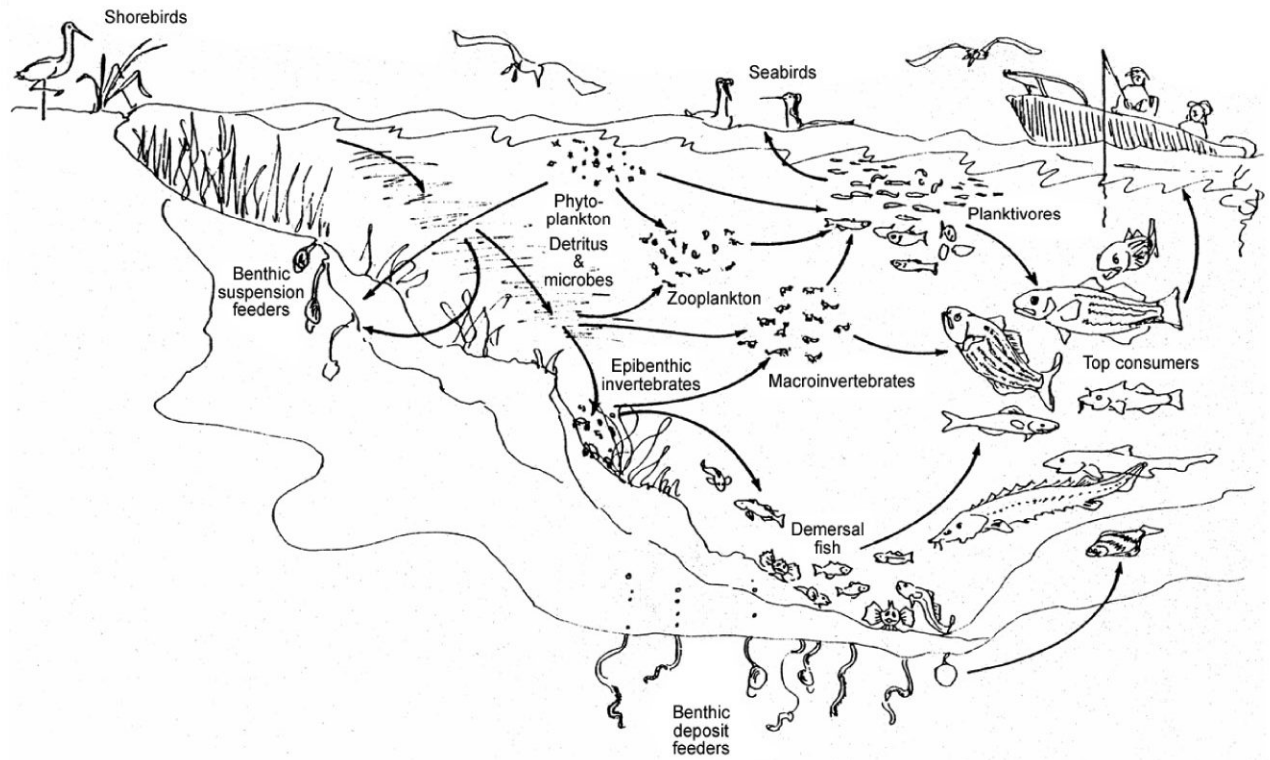 Shorebirds
Seabirds
Phyto-
plankton
Planktivores
Detritus
&
microbes
Benthic
suspension
feeders
Zooplankton
Epibenthic
invertebrates
Macroinvertebrates
Top consumers
Demersal
fish
Benthic
deposit
feeders